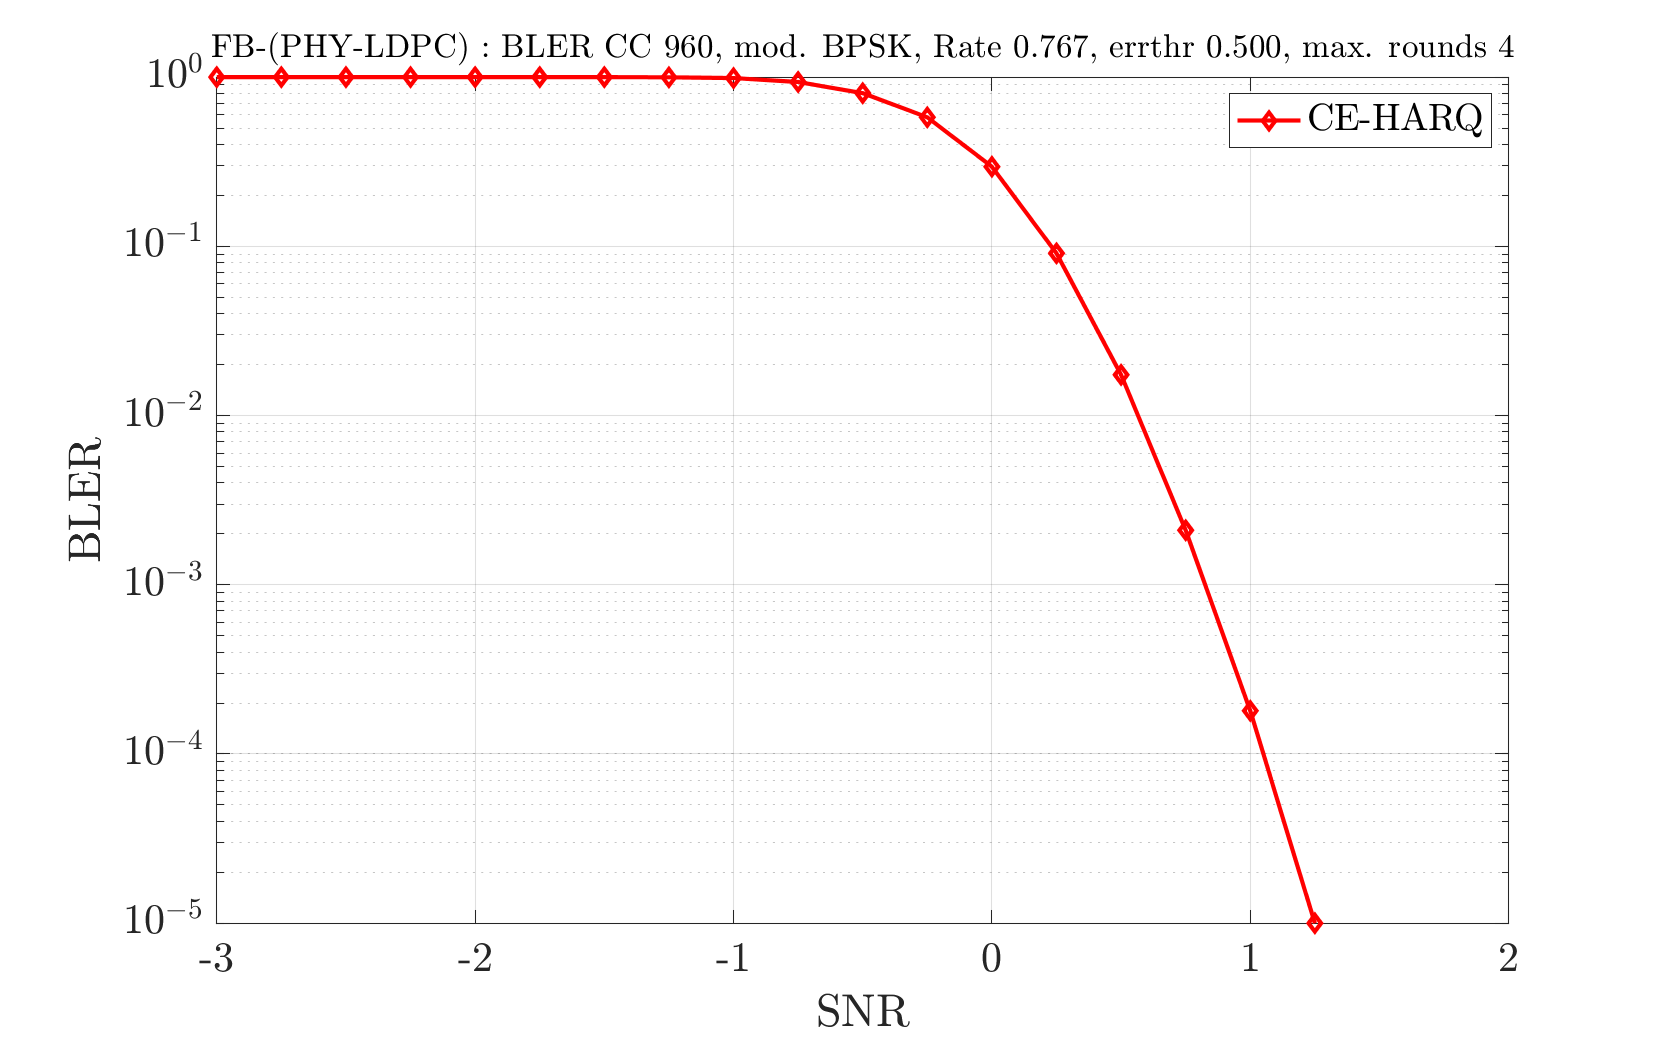 FB-(PHY-LDPC) : BLER CC 960, mod. BPSK, Rate 0.767, errthr 0.500, max. rounds 4
10^0
CE-HARQ
10^−1
10^−2
BLER
10^−3
10^−4
10^−5
-3 -2 -1 0 1 2
SNR